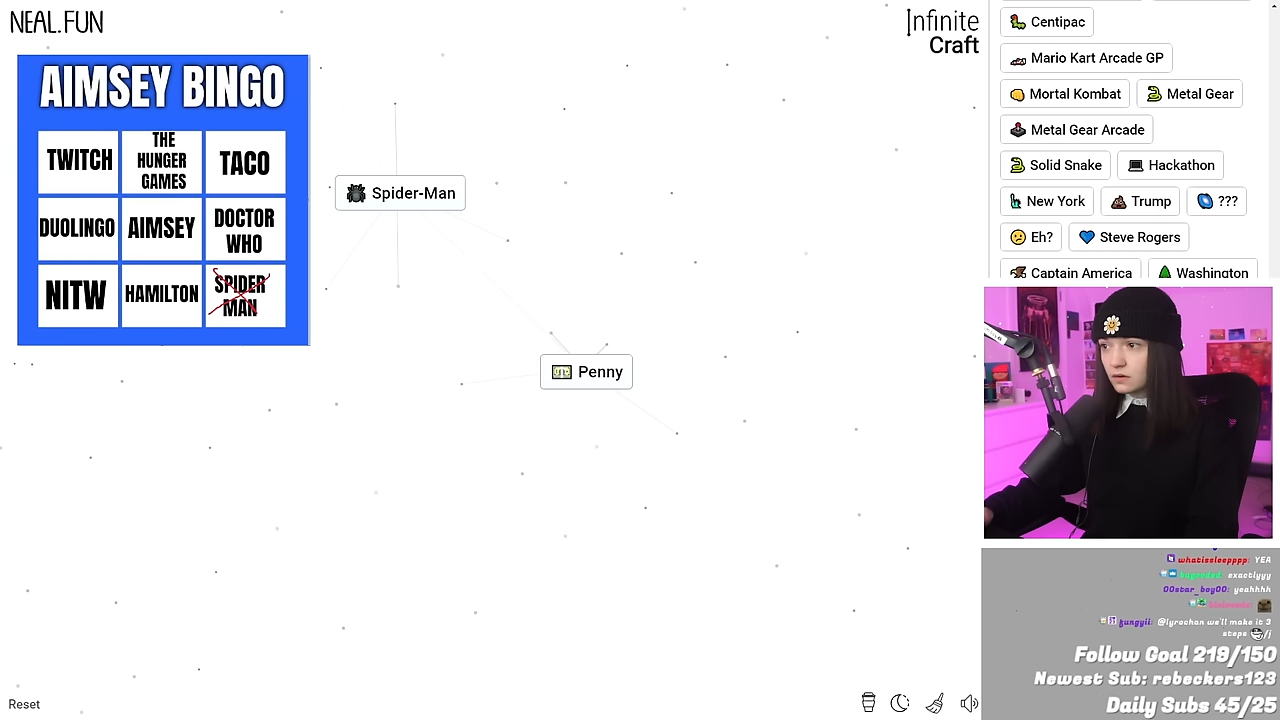 NEAL.FUN
Infinite
Craft
AIMSEY BINGO
TWITCH
THE
HUNGER
GAMES
TACO
DUOLINGO
AIMSEY
DOCTOR
WHO
NITW
HAMILTON
SPIDER
MAN
Spider-Man
Penny
Centipac
Mario Kart Arcade GP
Mortal Kombat
Metal Gear
Metal Gear Arcade
Solid Snake
Hackathon
New York
Trump
???
Eh?
Steve Rogers
Captain America
Washington
whatissleepppp: YEA
exactlyyy
00star_boy00: yeahhhh
fungyii: @lyrochan we'll make it 3
steps /j
Follow Goal 219/150
Newest Sub: rebeckers123
Daily Subs 45/25
Reset